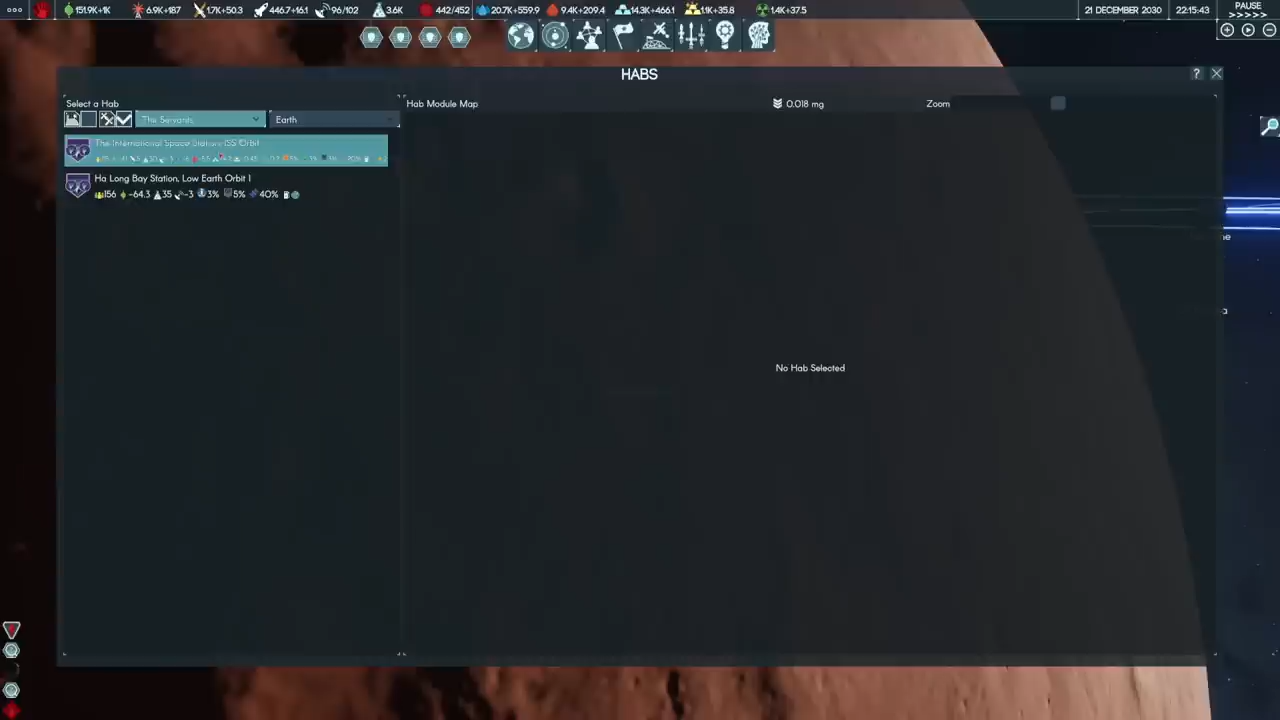 151.9K+1K 6.9K+187 1.7K+50.3 446.7+16.1 96/102 3.6K 442/452 20.7K+559.9 9.4K+209.4 14.3K+466.1 1.1K+35.8 1.4K+37.5 21 DECEMBER 2030 22:15:43 PAUSE
>>>>>
HABS
? 
Select a Hab Hab Module Map 0.018 mg Zoom
The Servants Earth
The International Space Station, ISS Orbit
Ha Long Bay Station, Low Earth Orbit 1
156 -64.3 35 -3 3% 5% 40%
No Hab Selected